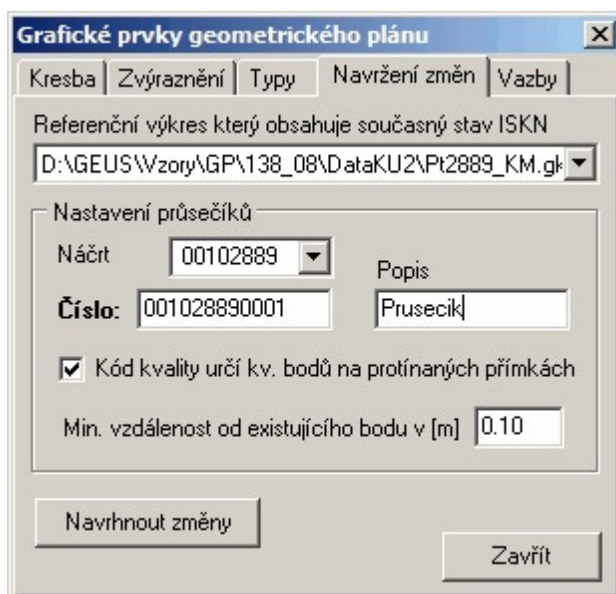 Grafické prvky geometrického plánu
Kresba Zvýraznění Typy Navržení změn Vazby
Referenční výkres který obsahuje současný stav ISKN
D:\GEUS\Vzory\GP\138_08\DataKU2\Pt2889_KM.gk
Nastavení průsečíků
Náčrt 00102889
Popis
Číslo: 001028890001 Prusecik
Kód kvality určí kv. bodů na protínaných přímkách
Min. vzdálenost od existujícího bodu v [m] 0.10
Navrhnout změny
Zavřít